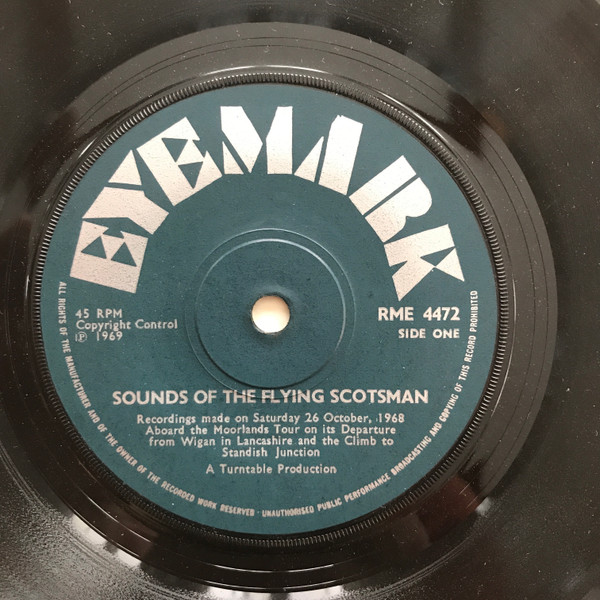 EYEMARK
45 RPM
Copyright Control
Ⓟ 1969
RME 4472
SIDE ONE
SOUNDS OF THE FLYING SCOTSMAN
Recordings made on Saturday 26 October, 1968
Aboard the Moorlands Tour on its Departure
from Wigan in Lancashire and the Climb to
Standish Junction
A Turntable Production
ALL RIGHTS OF THE MANUFACTURER AND OF THE OWNER OF THE RECORDED WORK RESERVED · UNAUTHORISED PUBLIC PERFORMANCE BROADCASTING AND COPYING OF THIS RECORD PROHIBITED